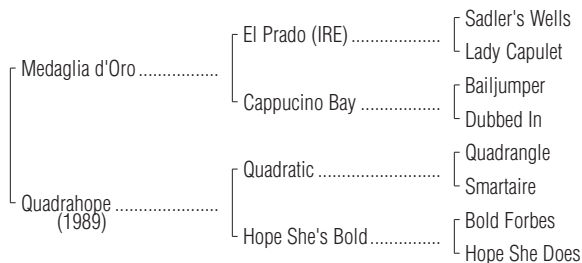 Sadler's Wells
El Prado (IRE) ...................
Lady Capulet
Medaglia d'Oro .................
Bailjumper
Cappucino Bay .................
Dubbed In
Quadrangle
Quadratic ..........................
Smartaire
Quadrahope ......................
(1989)
Bold Forbes
Hope She's Bold...............
Hope She Does